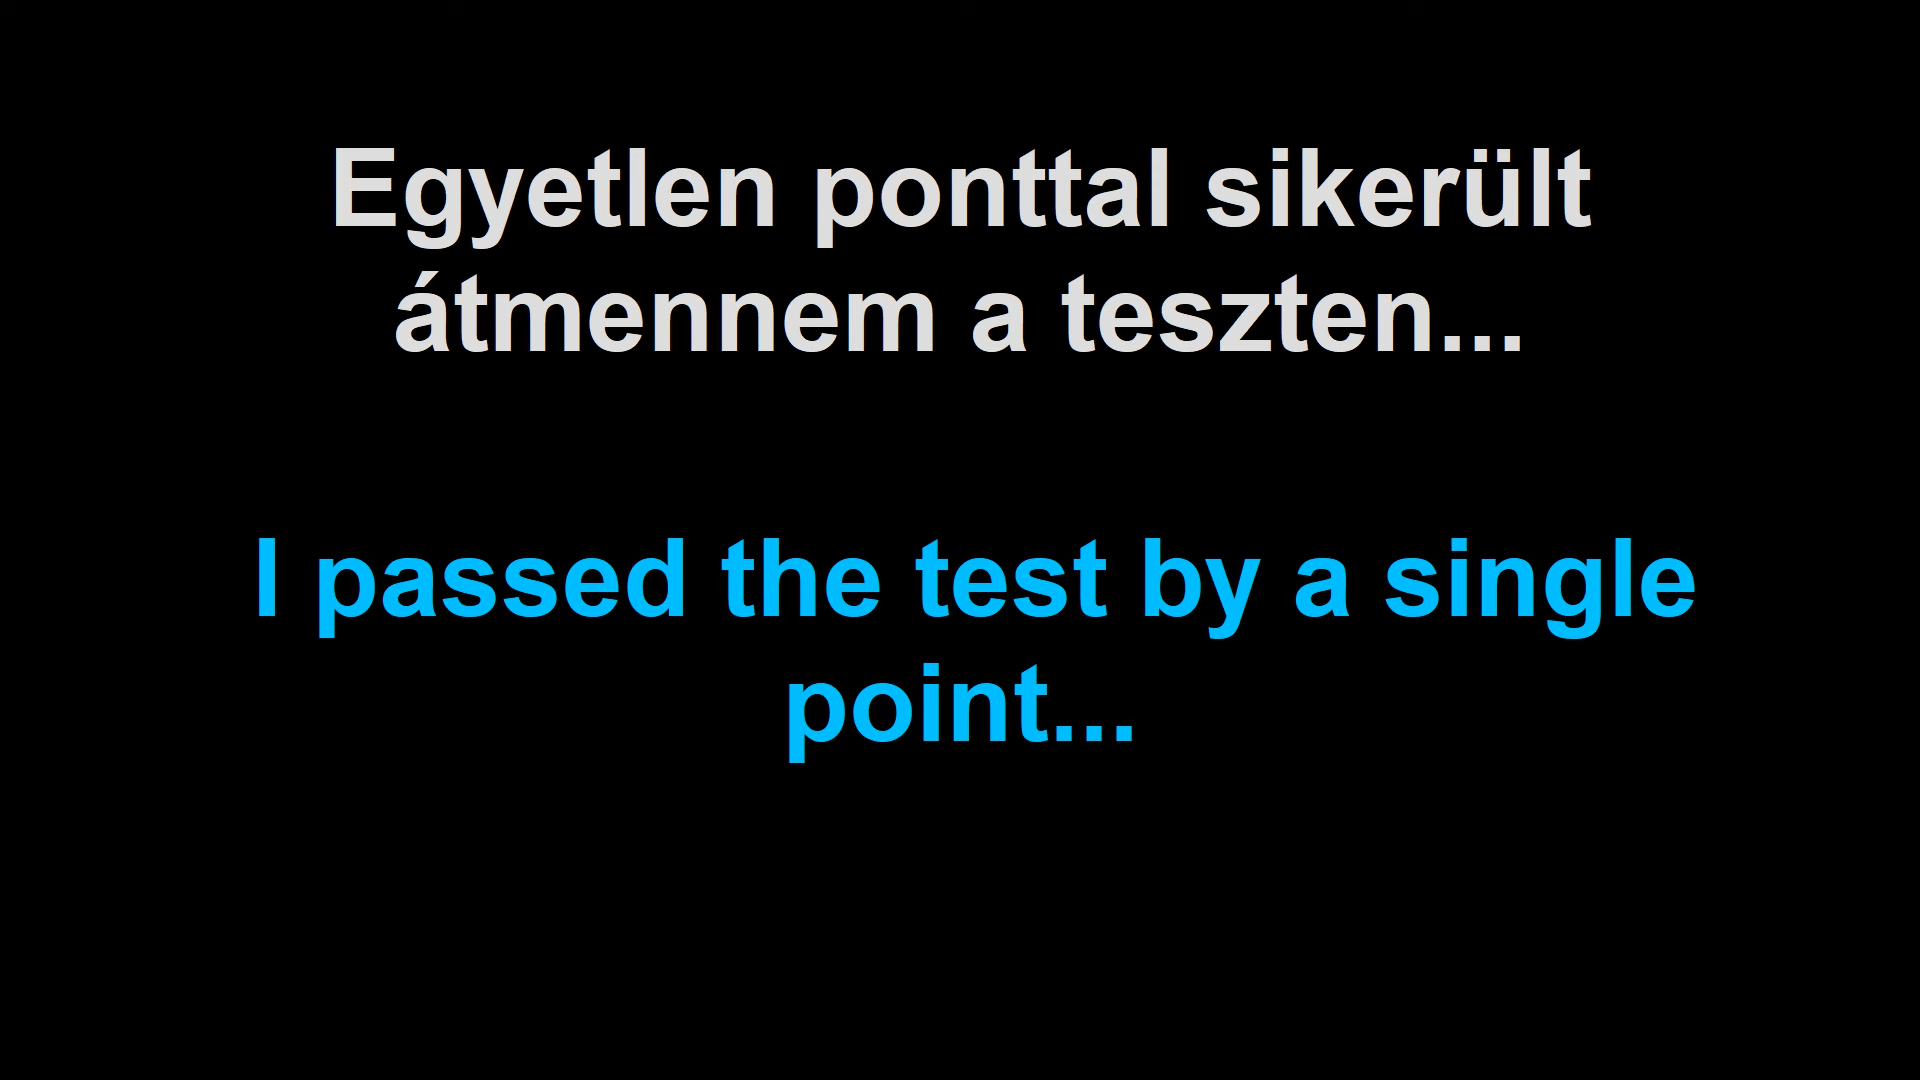 Egyetlen ponttal sikerült
átmennem a teszten...
I passed the test by a single
point...